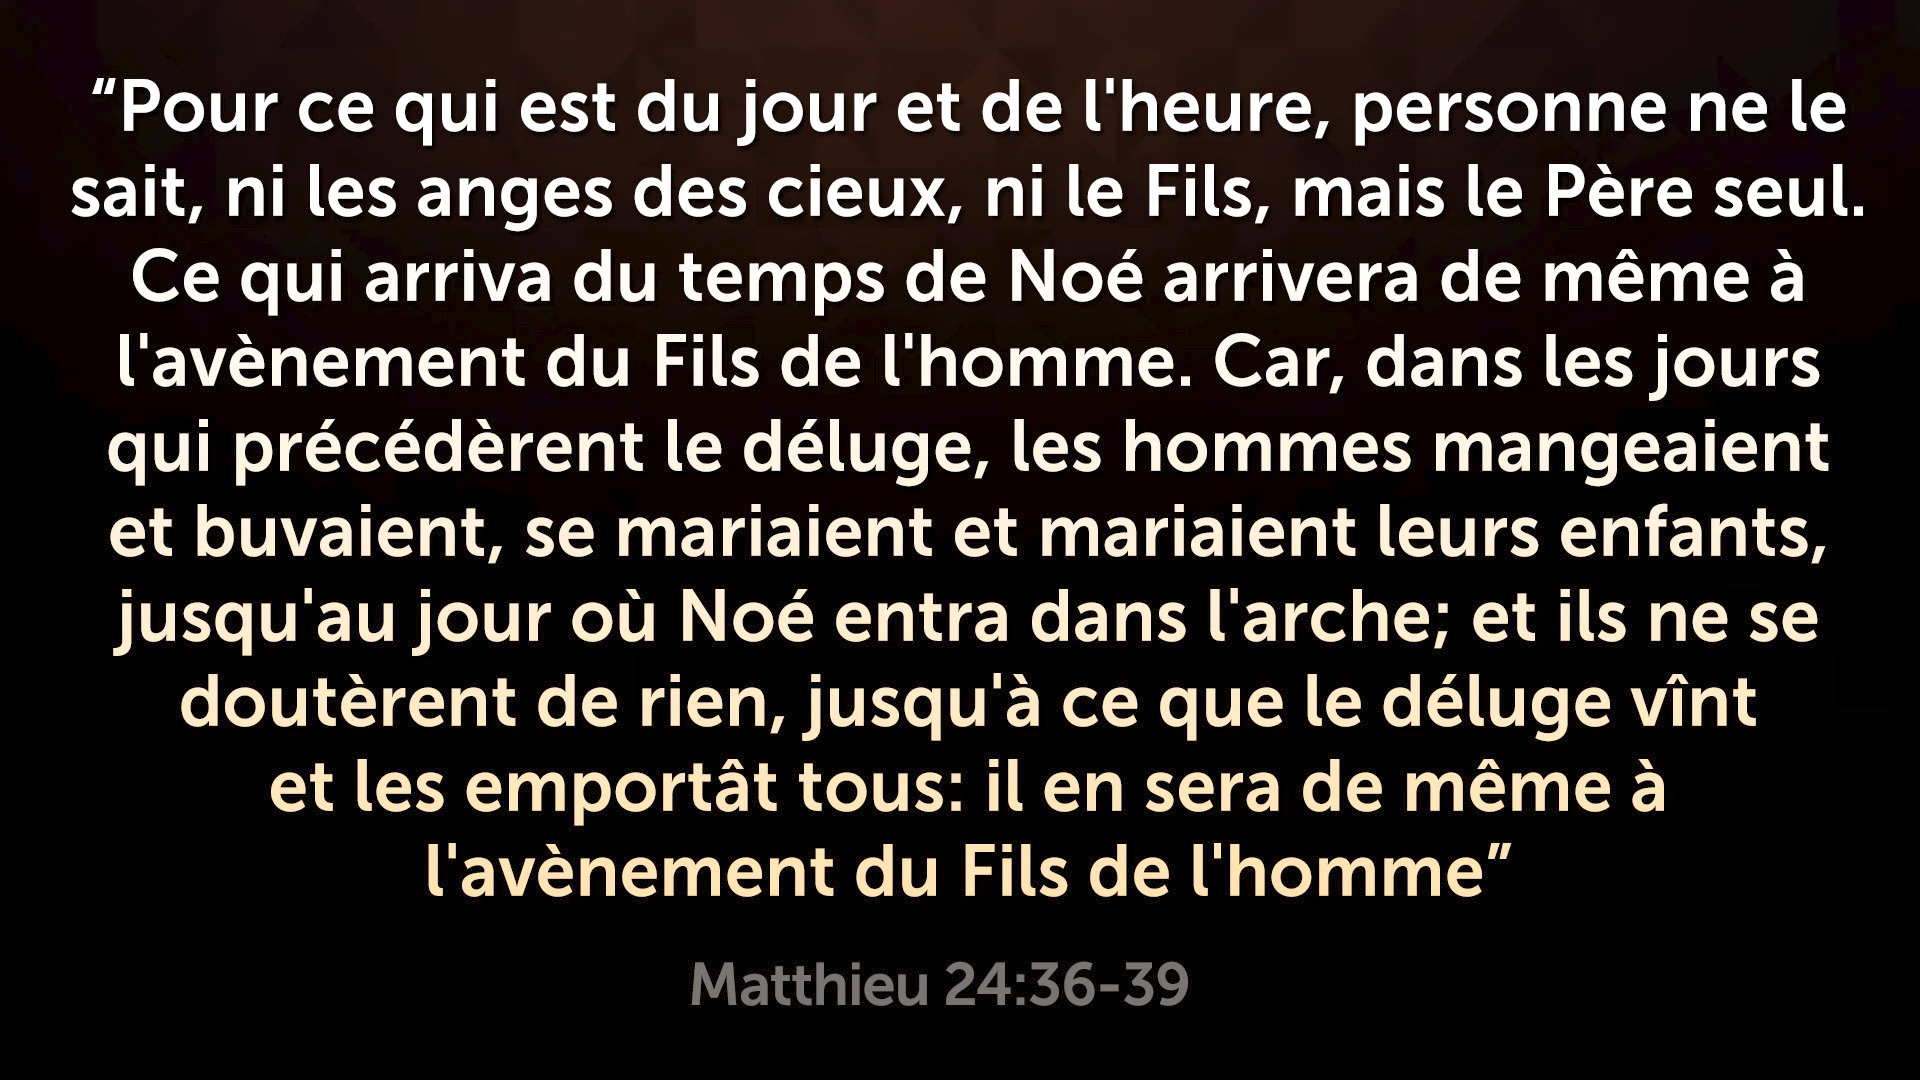 “Pour ce qui est du jour et de l'heure, personne ne le
sait, ni les anges des cieux, ni le Fils, mais le Père seul.
Ce qui arriva du temps de Noé arrivera de même à
l'avènement du Fils de l'homme. Car, dans les jours
qui précédèrent le déluge, les hommes mangeaient
et buvaient, se mariaient et mariaient leurs enfants,
jusqu'au jour où Noé entra dans l'arche; et ils ne se
doutèrent de rien, jusqu'à ce que le déluge vînt
et les emportât tous: il en sera de même à
l'avènement du Fils de l'homme”
Matthieu 24:36-39